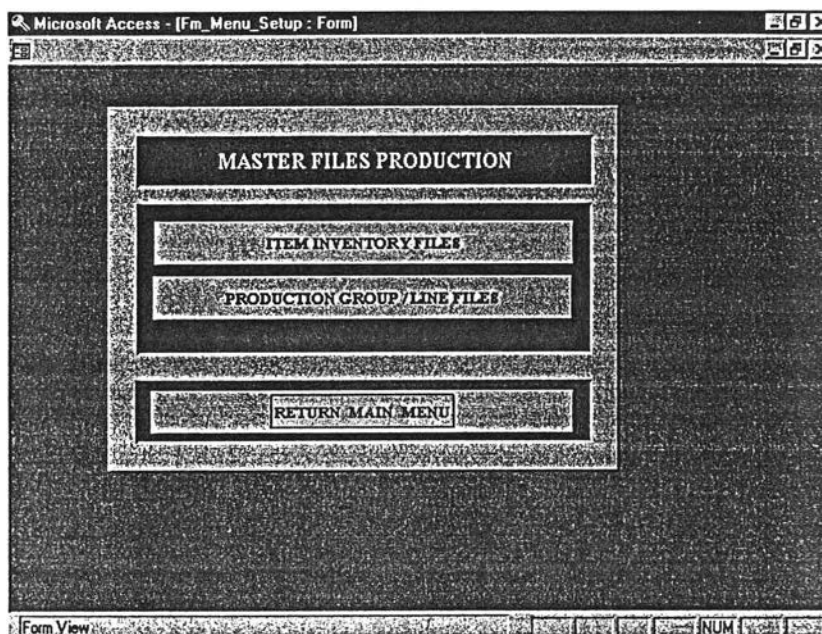 Microsoft Access - [Fm_Menu_Setup : Form]
MASTER FILES PRODUCTION
ITEM INVENTORY FILES
PRODUCTION GROUP / LINE FILES
RETURN MAIN MENU
Form View
NUM